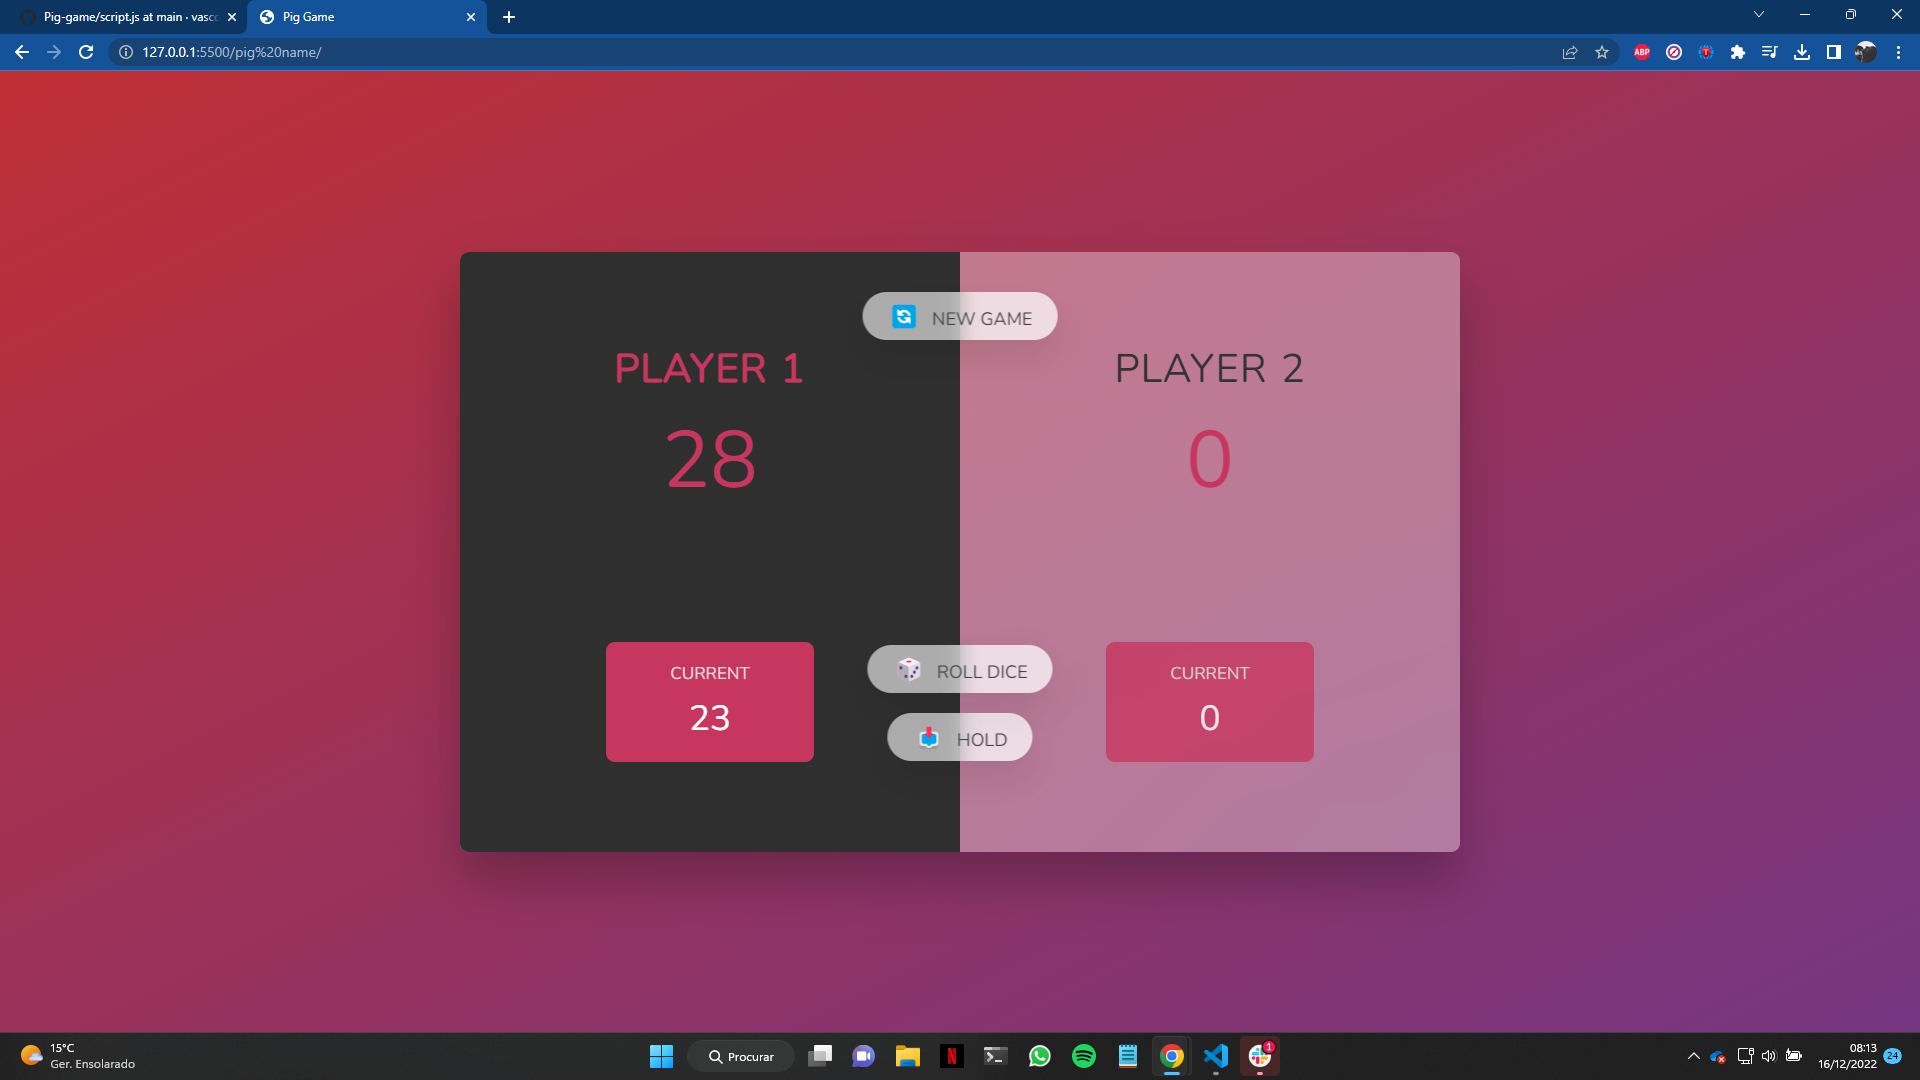 Pig-game/script.js at main · vasc
Pig Game
127.0.0.1:5500/pig%20name/
ABP
NEW GAME
PLAYER 1
PLAYER 2
28
0
CURRENT
23
ROLL DICE
HOLD
CURRENT
0
15°C
Ger. Ensolarado
Procurar
1
08:13
16/12/2022
24